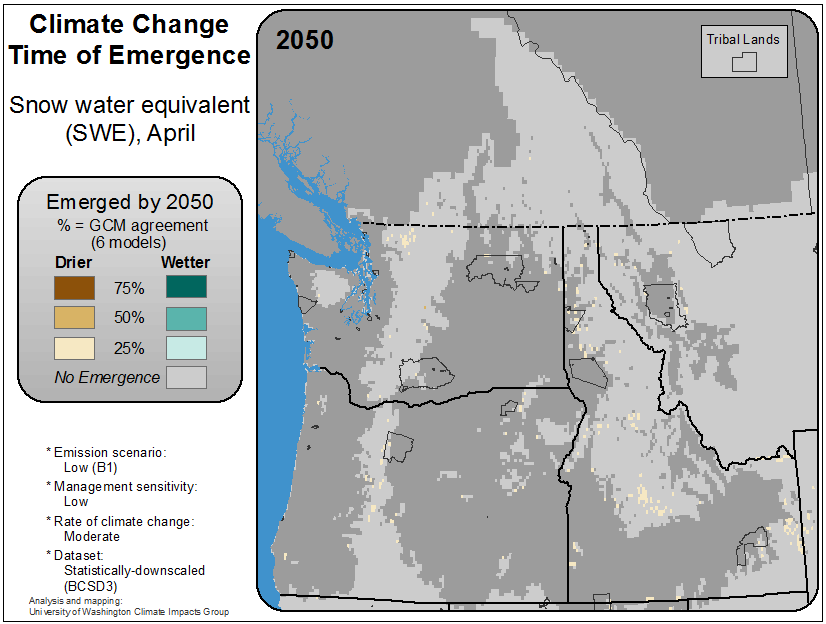 Climate Change
Time of Emergence
Snow water equivalent
(SWE), April
Emerged by 2050
% = GCM agreement
(6 models)
Drier Wetter
75%
50%
25%
No Emergence
* Emission scenario:
Low (B1)
* Management sensitivity:
Low
* Rate of climate change:
Moderate
* Dataset:
Statistically-downscaled
(BCSD3)
Analysis and mapping:
University of Washington Climate Impacts Group
2050
Tribal Lands